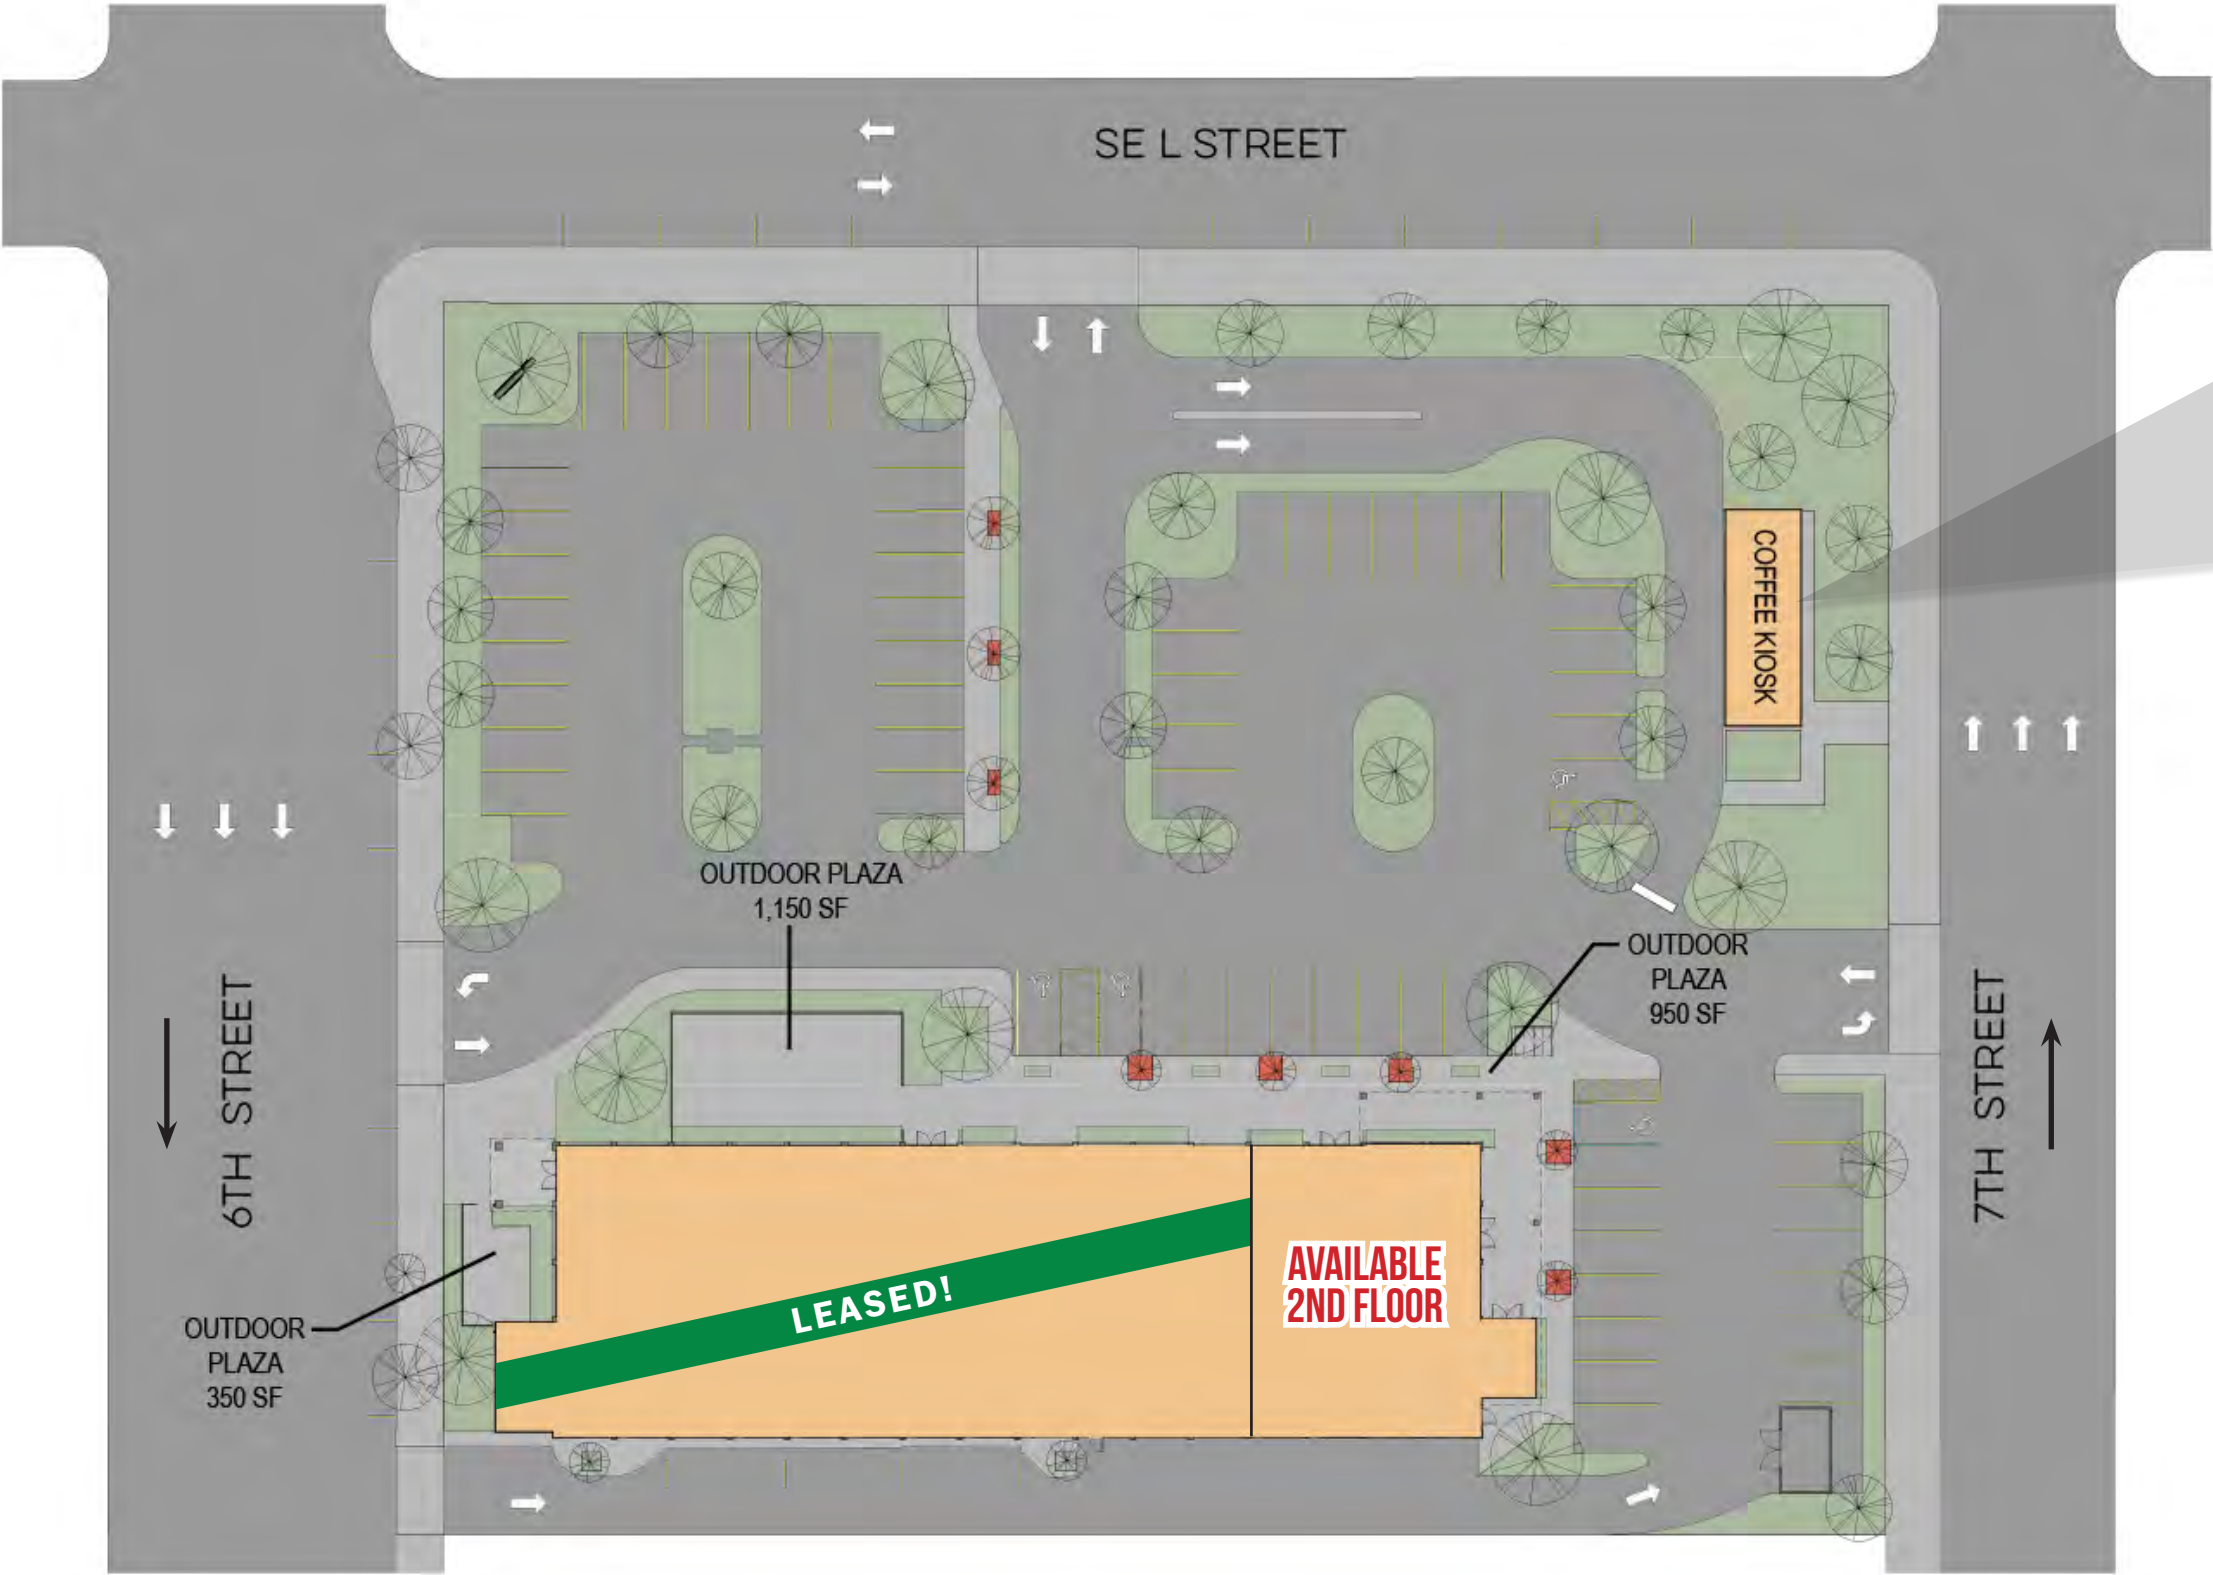 SE L STREET
COFFEE KIOSK
OUTDOOR PLAZA
1,150 SF
OUTDOOR
PLAZA
950 SF
6TH STREET
7TH STREET
LEASED!
AVAILABLE
2ND FLOOR
OUTDOOR
PLAZA
350 SF